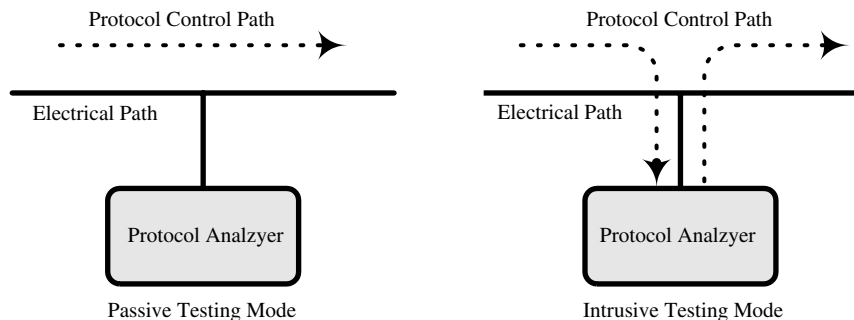 Protocol Control Path
Electrical Path
Protocol Analzyer
Passive Testing Mode
Protocol Control Path
Electrical Path
Protocol Analzyer
Intrusive Testing Mode